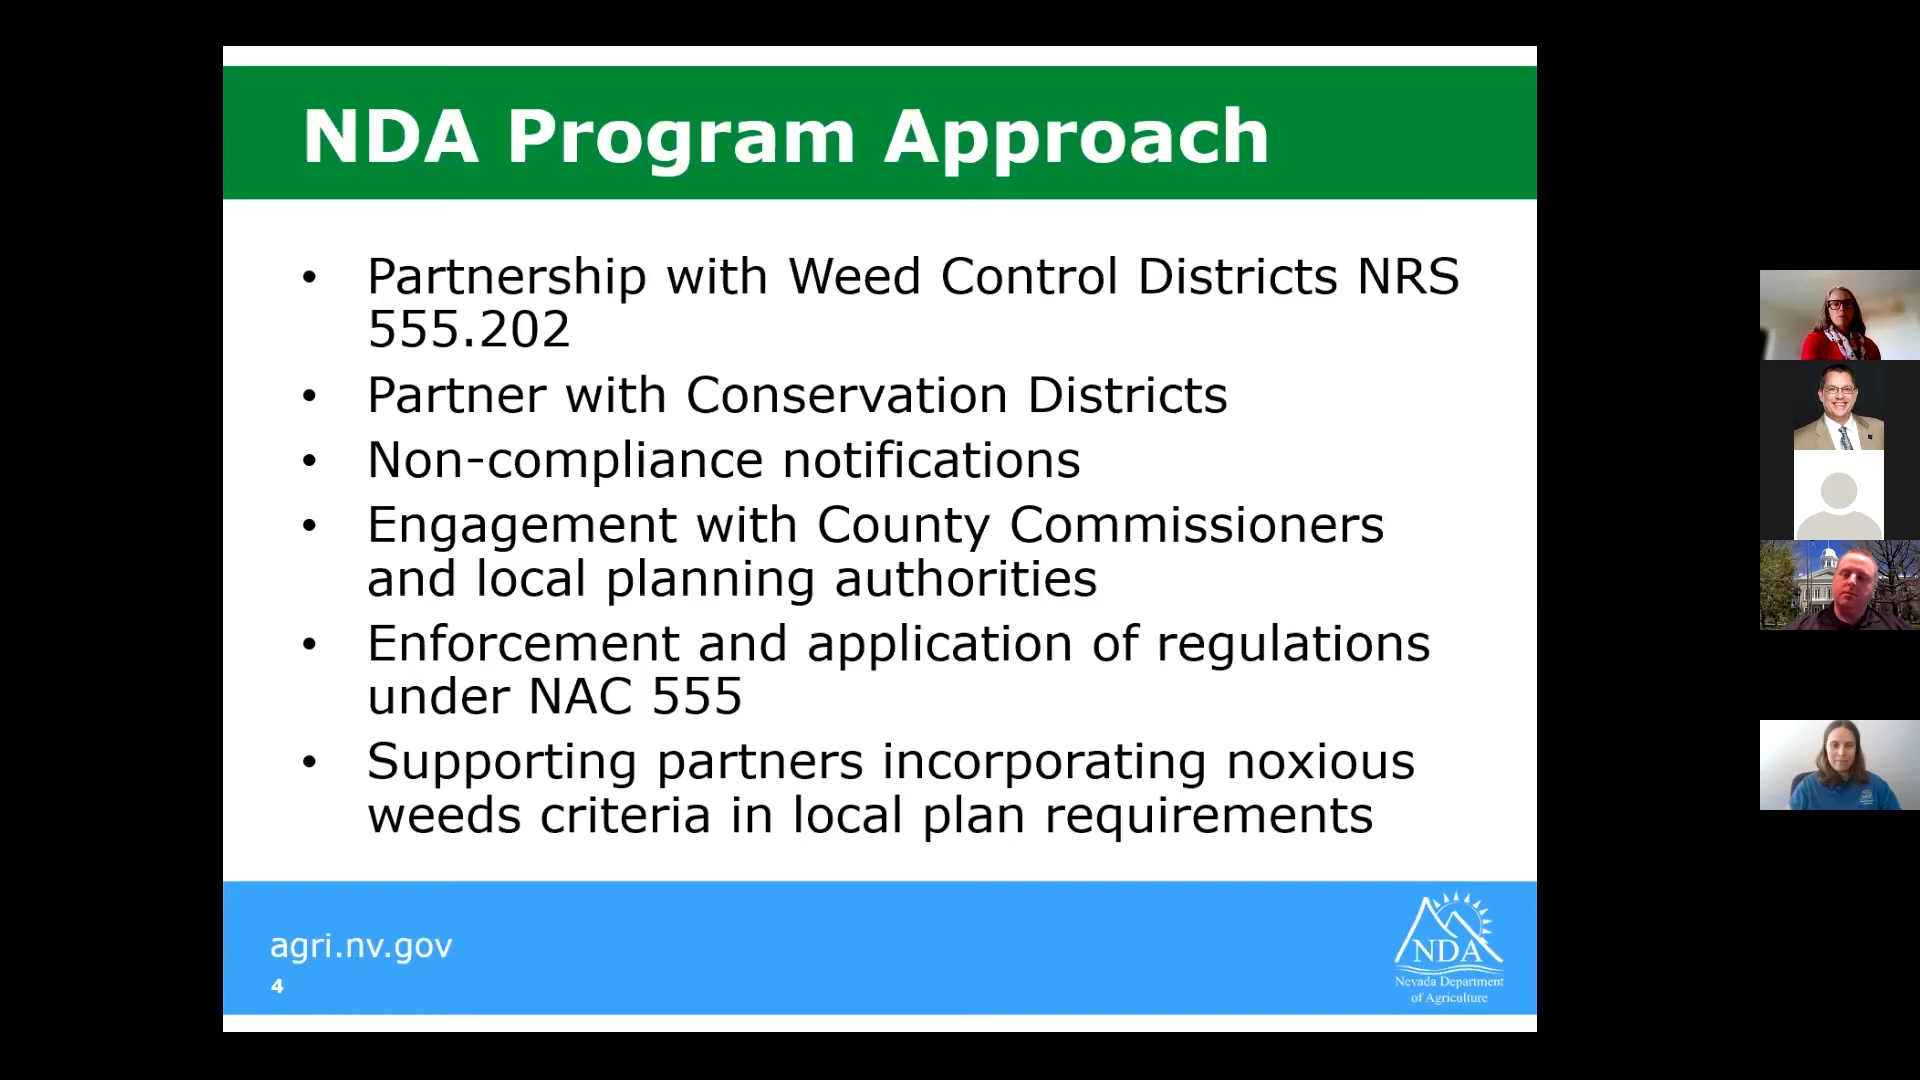 NDA Program Approach
• Partnership with Weed Control Districts NRS
555.202
• Partner with Conservation Districts
• Non-compliance notifications
• Engagement with County Commissioners
and local planning authorities
• Enforcement and application of regulations
under NAC 555
• Supporting partners incorporating noxious
weeds criteria in local plan requirements
agri.nv.gov
4
NDA
Nevada Department
of Agriculture